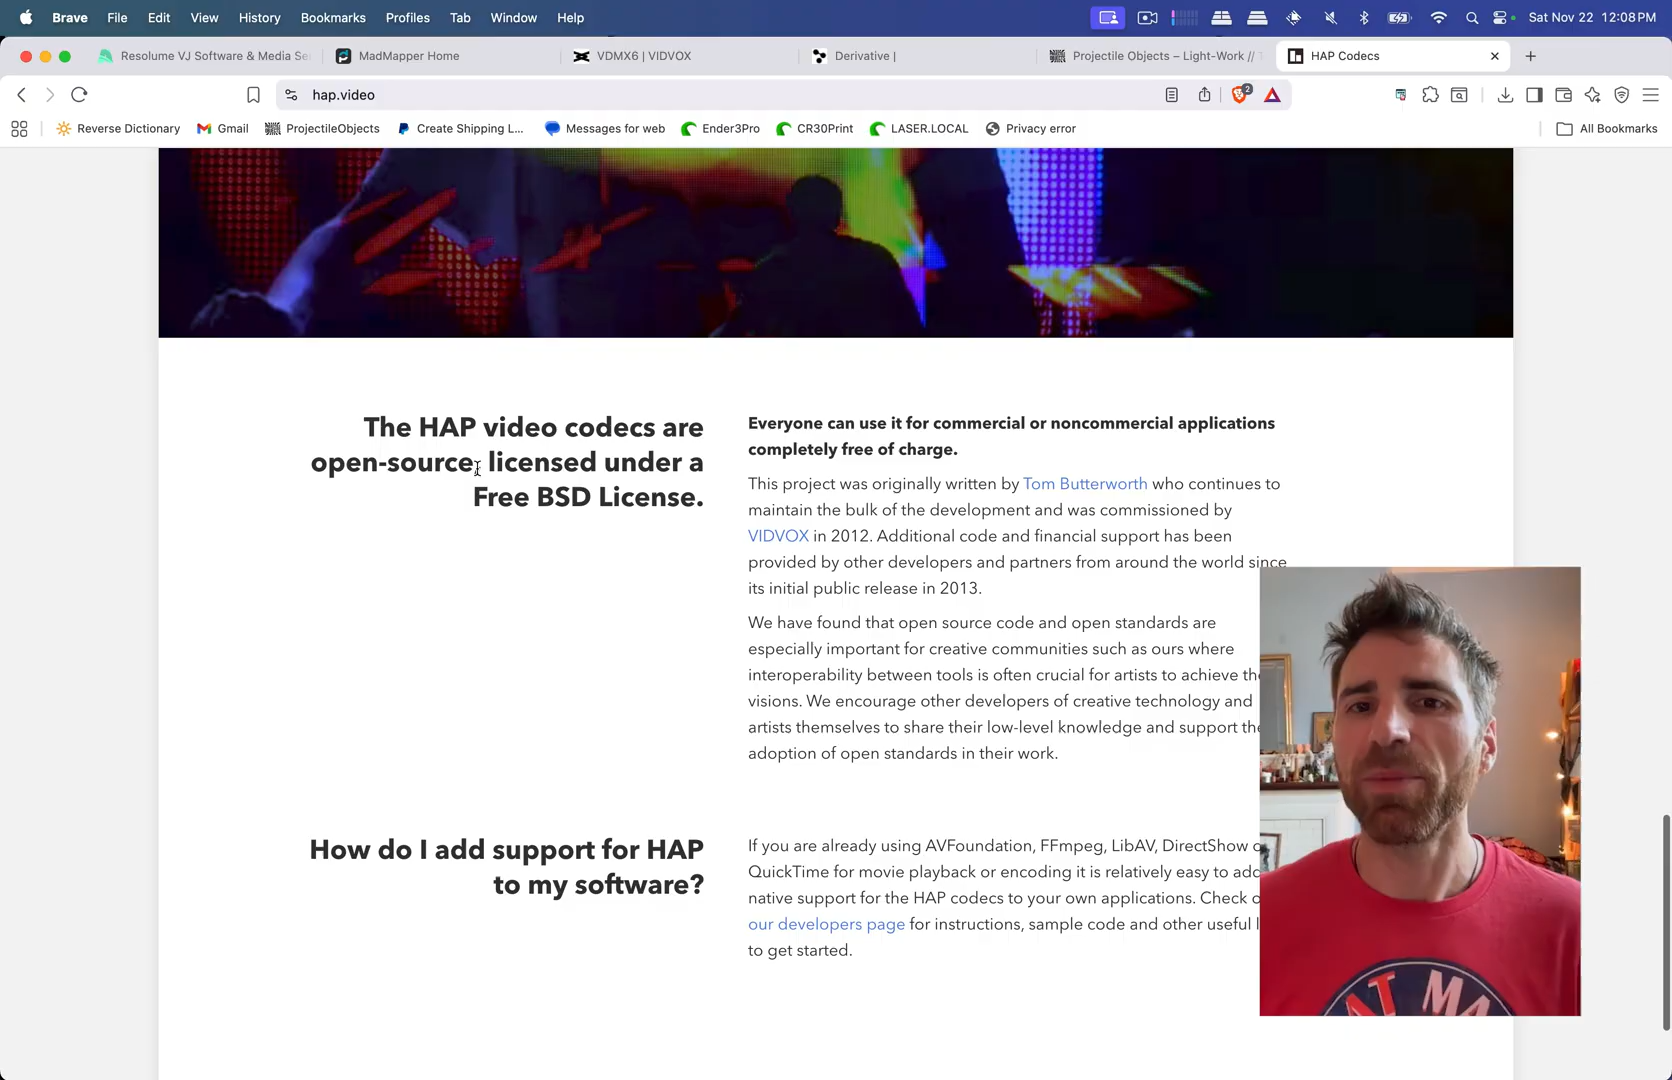 Brave File Edit View History Bookmarks Profiles Tab Window Help
Sat Nov 22 12:08 PM
Resolume VJ Software & Media Se
MadMapper Home
VDMX6 | VIDVOX
Derivative |
Projectile Objects – Light-Work //
HAP Codecs
hap.video
2
Reverse Dictionary
Gmail
ProjectileObjects
Create Shipping L...
Messages for web
Ender3Pro
CR30Print
LASER.LOCAL
Privacy error
All Bookmarks
The HAP video codecs are
open-source, licensed under a
Free BSD License.
Everyone can use it for commercial or noncommercial applications
completely free of charge.
This project was originally written by Tom Butterworth who continues to
maintain the bulk of the development and was commissioned by
VIDVOX in 2012. Additional code and financial support has been
provided by other developers and partners from around the world since
its initial public release in 2013.
We have found that open source code and open standards are
especially important for creative communities such as ours where
interoperability between tools is often crucial for artists to achieve
visions. We encourage other developers of creative technology and
artists themselves to share their low-level knowledge and support
adoption of open standards in their work.
How do I add support for HAP
to my software?
If you are already using AVFoundation, FFmpeg, LibAV, DirectShow
QuickTime for movie playback or encoding it is relatively easy to add
native support for the HAP codecs to your own applications. Check
our developers page for instructions, sample code and other useful
to get started.